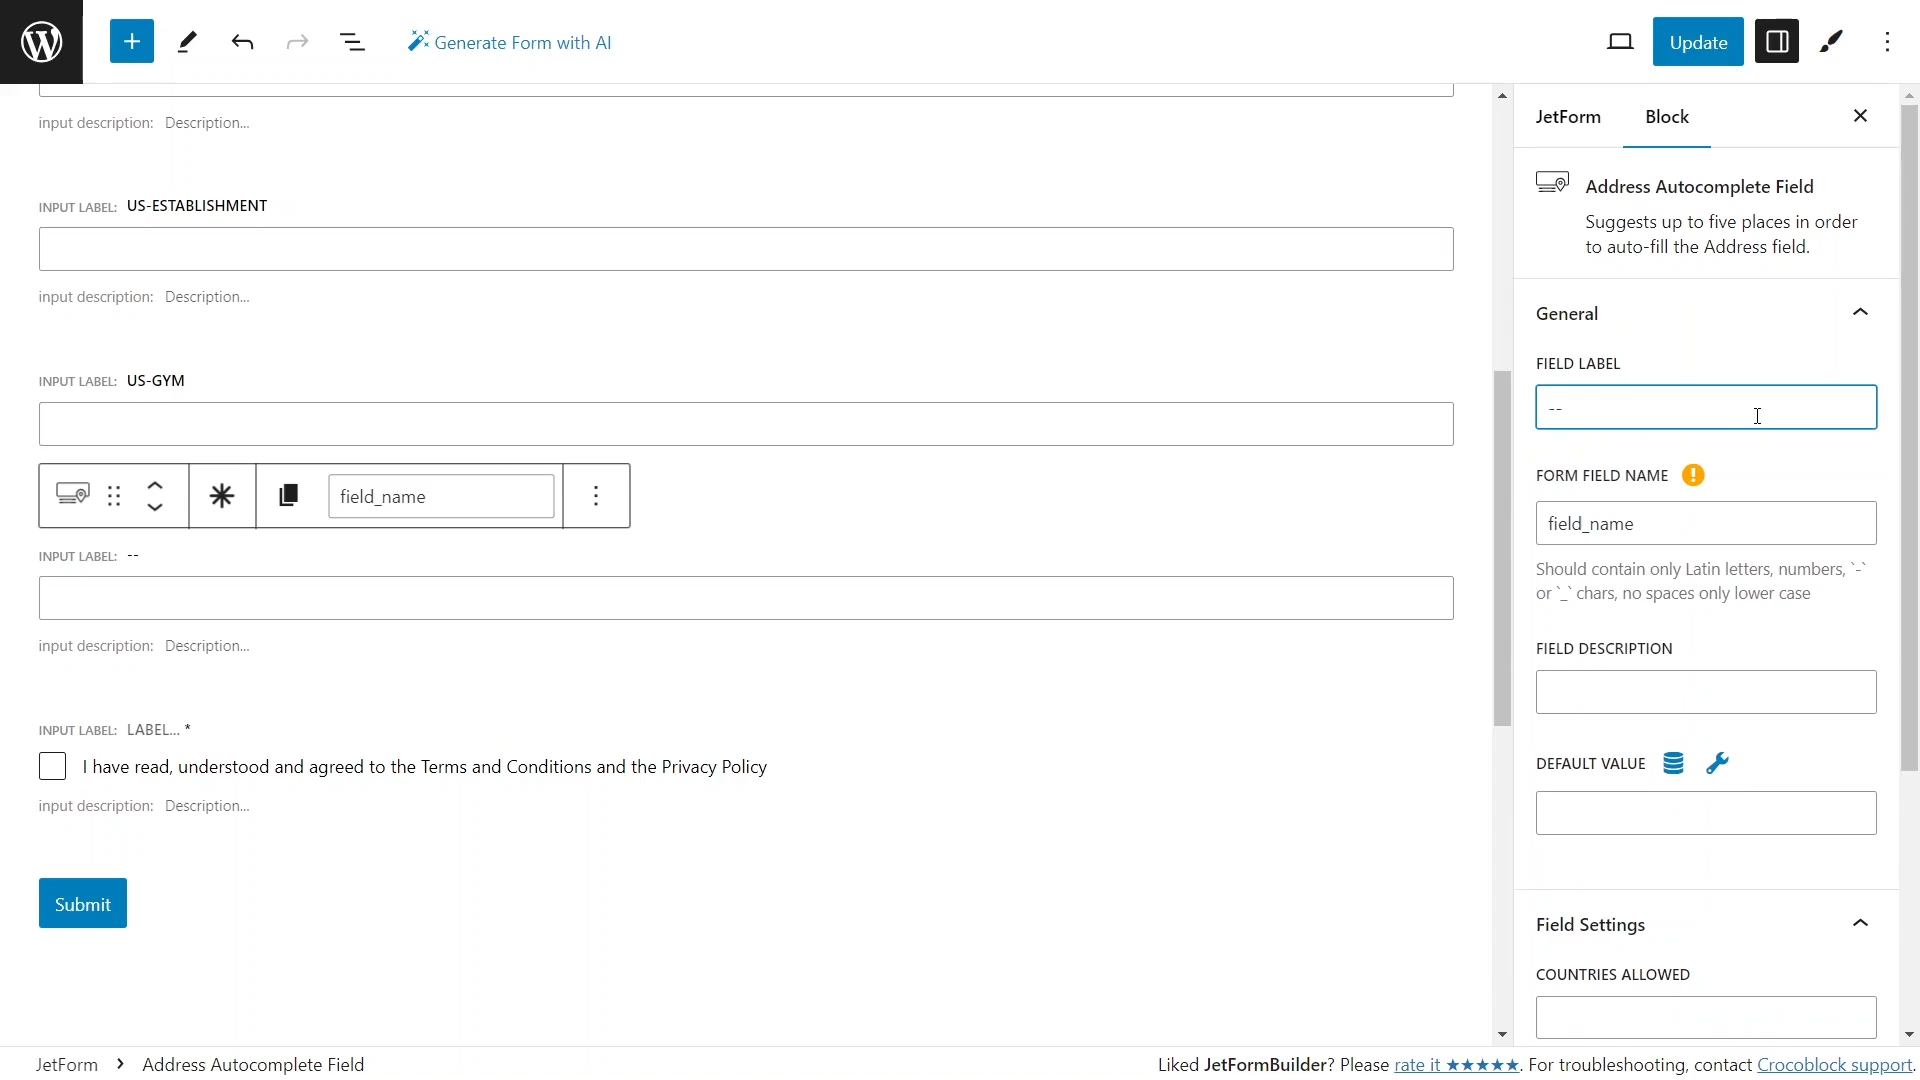 Generate Form with AI
Update
input description: Description...
INPUT LABEL: US-ESTABLISHMENT
input description: Description...
INPUT LABEL: US-GYM
field_name
INPUT LABEL: --
input description: Description...
INPUT LABEL: LABEL... *
I have read, understood and agreed to the Terms and Conditions and the Privacy Policy
input description: Description...
Submit
JetForm Block
Address Autocomplete Field
Suggests up to five places in order
to auto-fill the Address field.
General
FIELD LABEL
--
FORM FIELD NAME
field_name
Should contain only Latin letters, numbers, `-`
or `_` chars, no spaces only lower case
FIELD DESCRIPTION
DEFAULT VALUE
Field Settings
COUNTRIES ALLOWED
JetForm > Address Autocomplete Field
Liked JetFormBuilder? Please rate it ★★★★★. For troubleshooting, contact Crocoblock support.